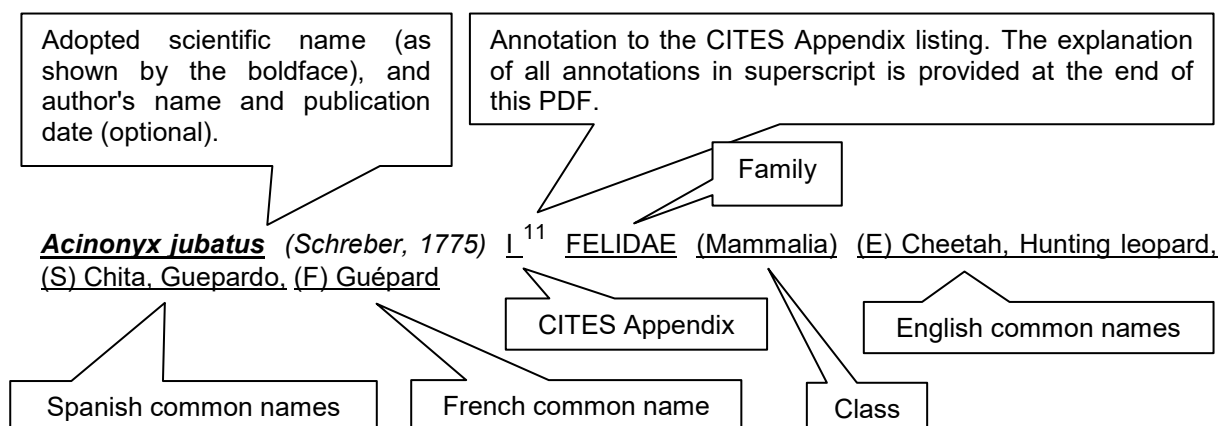 Adopted scientific name (as
shown by the boldface), and
author's name and publication
date (optional).
Annotation to the CITES Appendix listing. The explanation
of all annotations in superscript is provided at the end of
this PDF.
Family
Acinonyx jubatus (Schreber, 1775) I 11 FELIDAE (Mammalia) (E) Cheetah, Hunting leopard,
(S) Chita, Guepardo, (F) Guépard
CITES Appendix
English common names
Spanish common names
French common name
Class